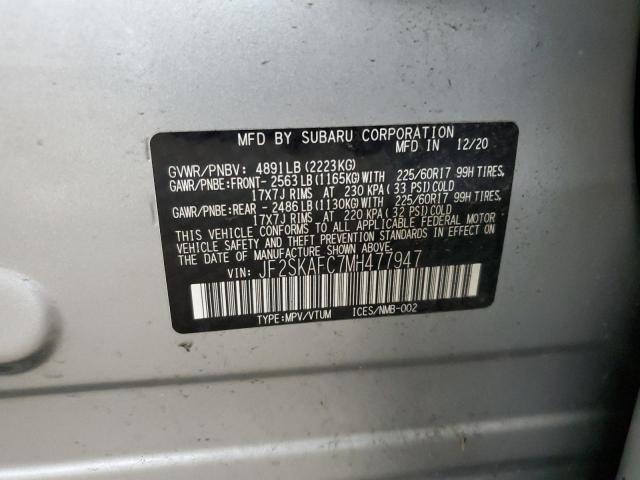 MFD BY SUBARU CORPORATION
MFD IN 12/20
GVWR/PNBV: 4891LB (2223KG)
GAWR/PNBE:FRONT- 2563LB(1165KG)WITH 225/60R17 99H TIRES,
17X7J RIMS AT 230 KPA (33 PSI)COLD
GAWR/PNBE:REAR - 2486LB(1130KG)WITH 225/60R17 99H TIRES,
17X7J RIMS AT 220 KPA (32 PSI)COLD
THIS VEHICLE CONFORMS TO ALL APPLICABLE FEDERAL MOTOR
VEHICLE SAFETY AND THEFT PREVENTION STANDARDS IN EFFECT ON
THE DATE OF MANUFACTURE SHOWN ABOVE.
VIN: JF2SKAFC7MH477947
TYPE:MPV/VTUM ICES/NMB-002